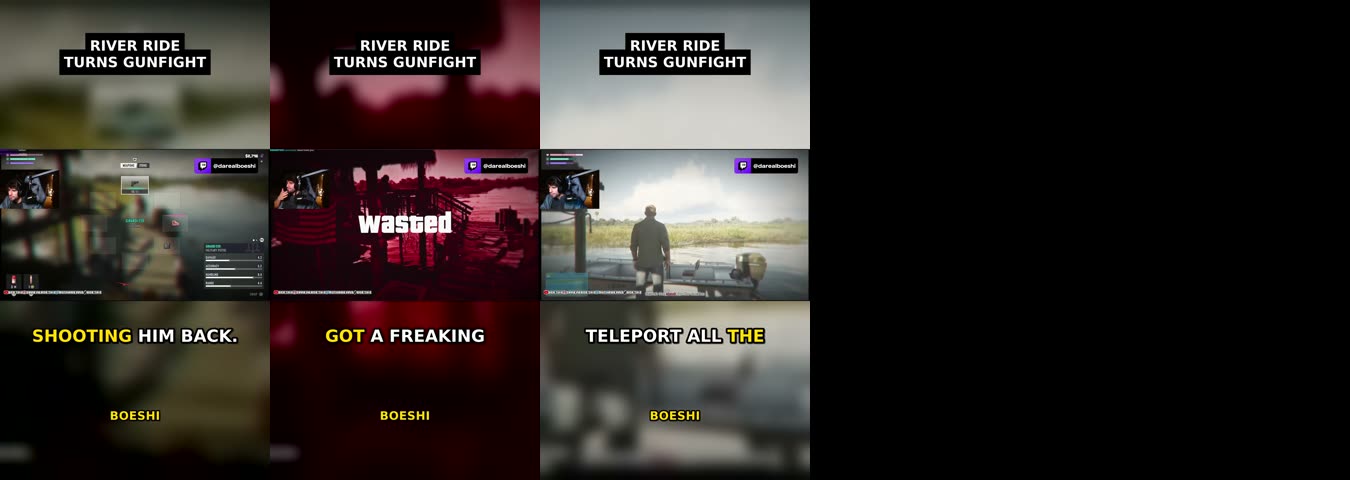 RIVER RIDE
TURNS GUNFIGHT
RIVER RIDE
TURNS GUNFIGHT
RIVER RIDE
TURNS GUNFIGHT
@darealboeshi
@darealboeshi
Wasted
@darealboeshi
SHOOTING HIM BACK.
BOESHI
GOT A FREAKING
BOESHI
TELEPORT ALL THE
BOESHI